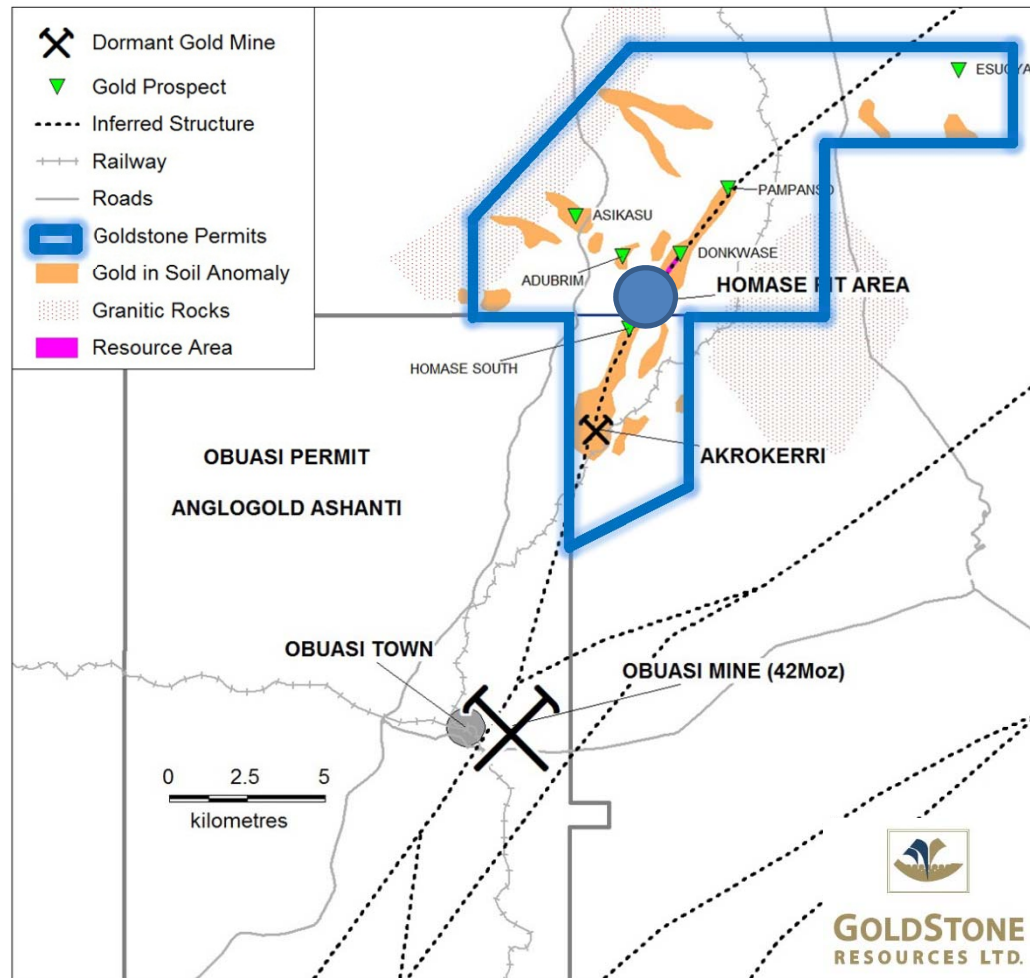 Dormant Gold Mine
Gold Prospect
Inferred Structure
Railway
Roads
Goldstone Permits
Gold in Soil Anomaly
Granitic Rocks
Resource Area
ESUOYA
PAMPANSO
ASIKASU
DONKWASE
ADUBRIM
HOMASE PIT AREA
HOMASE SOUTH
AKROKERRI
OBUASI PERMIT
ANGLOGOLD ASHANTI
OBUASI TOWN
OBUASI MINE (42Moz)
0 2.5 5
kilometres
GOLDSTONE
RESOURCES LTD.